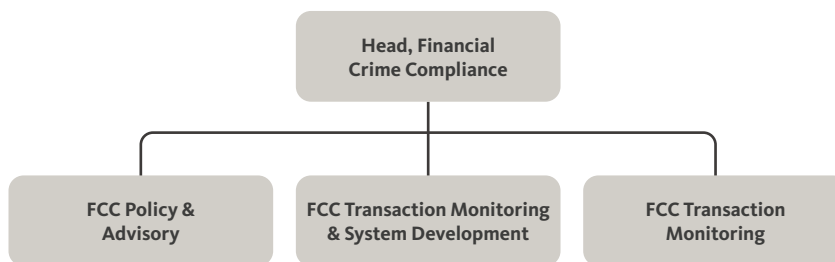 Head, Financial
Crime Compliance
FCC Policy &
Advisory
FCC Transaction Monitoring
& System Development
FCC Transaction
Monitoring